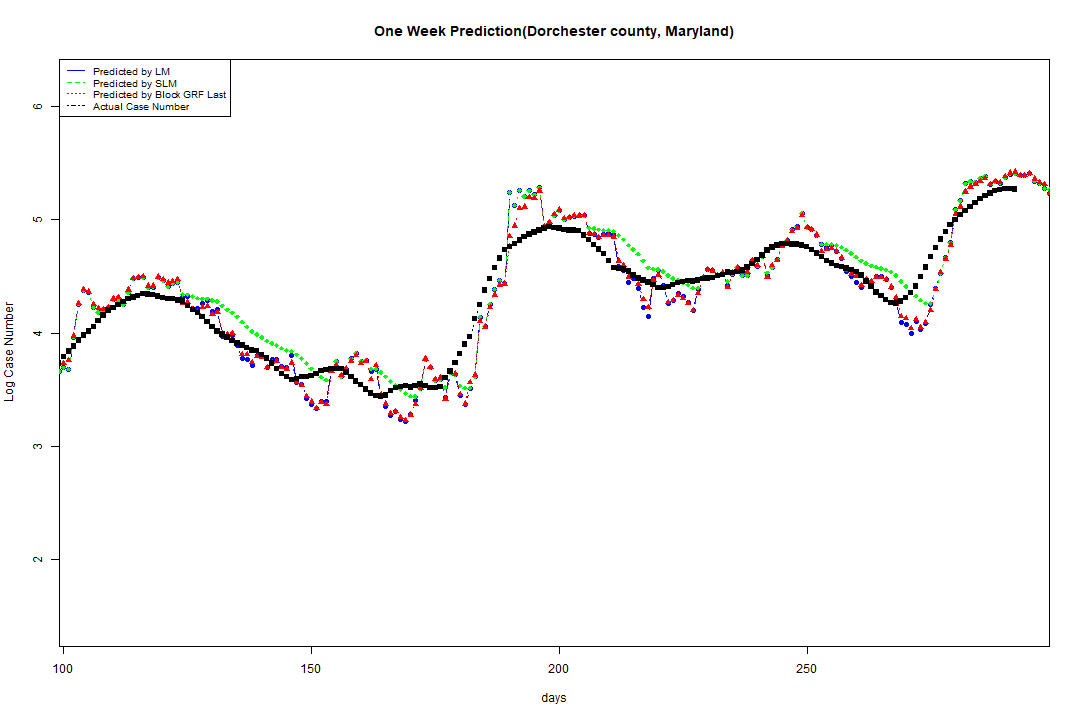 One Week Prediction(Dorchester county, Maryland)
Predicted by LM
Predicted by SLM
Predicted by Block GRF Last
Actual Case Number
6
5
4
3
2
Log Case Number
100 150 200 250
days